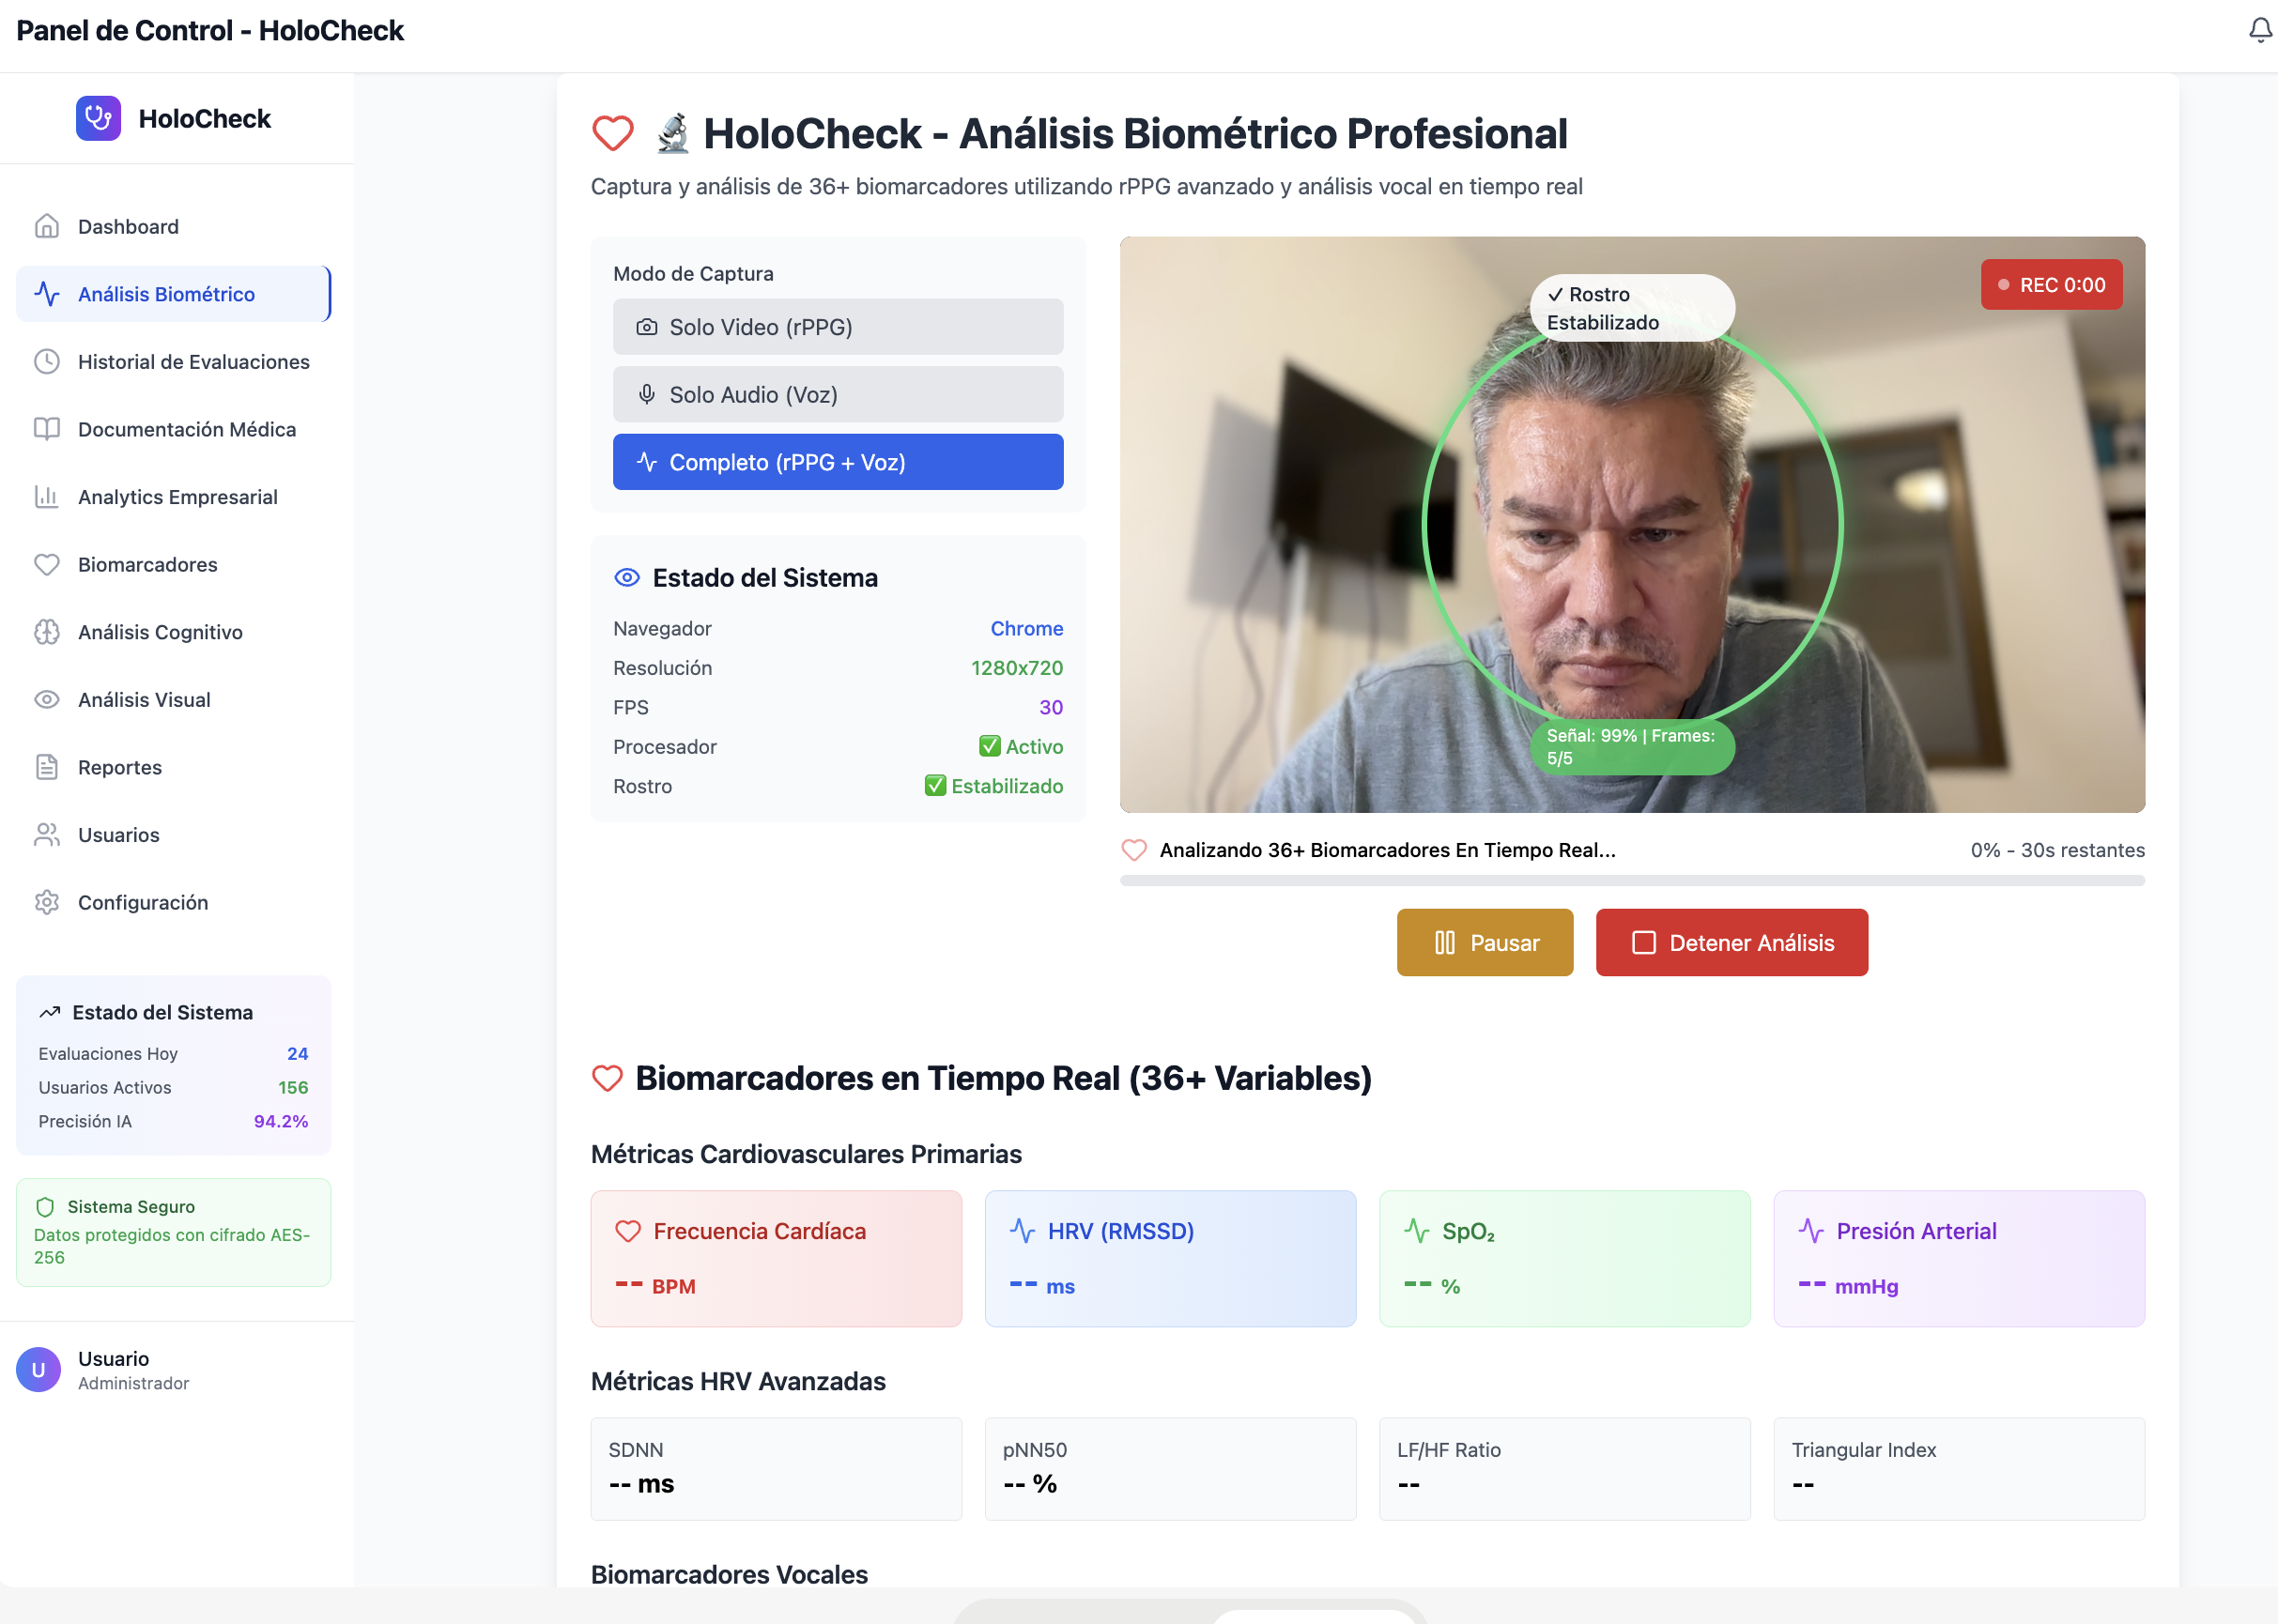 Panel de Control - HoloCheck
HoloCheck
Dashboard
Análisis Biométrico
Historial de Evaluaciones
Documentación Médica
Analytics Empresarial
Biomarcadores
Análisis Cognitivo
Análisis Visual
Reportes
Usuarios
Configuración
Estado del Sistema
Evaluaciones Hoy 24
Usuarios Activos 156
Precisión IA 94.2%
Sistema Seguro
Datos protegidos con cifrado AES-
256
U
Usuario
Administrador
HoloCheck - Análisis Biométrico Profesional
Captura y análisis de 36+ biomarcadores utilizando rPPG avanzado y análisis vocal en tiempo real
Modo de Captura
Solo Video (rPPG)
Solo Audio (Voz)
Completo (rPPG + Voz)
Estado del Sistema
Navegador Chrome
Resolución 1280x720
FPS 30
Procesador ✅ Activo
Rostro ✅ Estabilizado
✓ Rostro
Estabilizado
REC 0:00
Señal: 99% | Frames:
5/5
Analizando 36+ Biomarcadores En Tiempo Real...
0% - 30s restantes
Pausar
Detener Análisis
Biomarcadores en Tiempo Real (36+ Variables)
Métricas Cardiovasculares Primarias
Frecuencia Cardíaca
-- BPM
HRV (RMSSD)
-- ms
SpO₂
-- %
Presión Arterial
-- mmHg
Métricas HRV Avanzadas
SDNN
-- ms
pNN50
-- %
LF/HF Ratio
--
Triangular Index
--
Biomarcadores Vocales